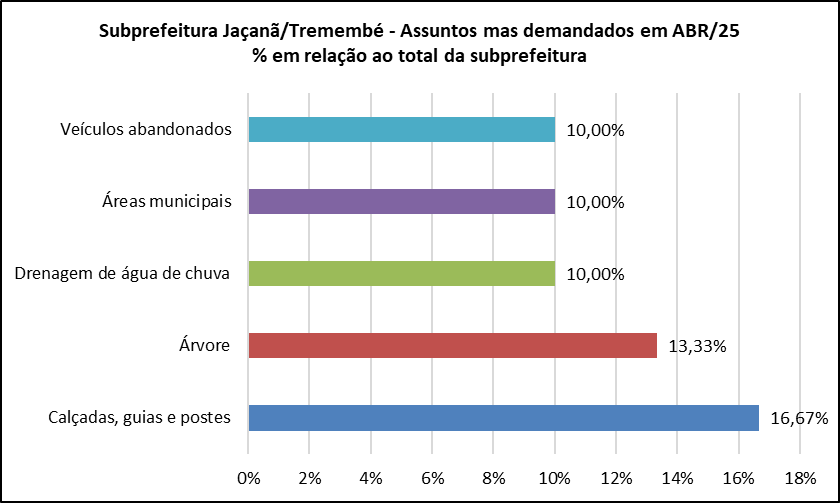 Subprefeitura Jaçanã/Tremembé - Assuntos mas demandados em ABR/25
% em relação ao total da subprefeitura
Veículos abandonados
10,00%
Áreas municipais
10,00%
Drenagem de água de chuva
10,00%
Árvore
13,33%
Calçadas, guias e postes
16,67%
0% 2% 4% 6% 8% 10% 12% 14% 16% 18%